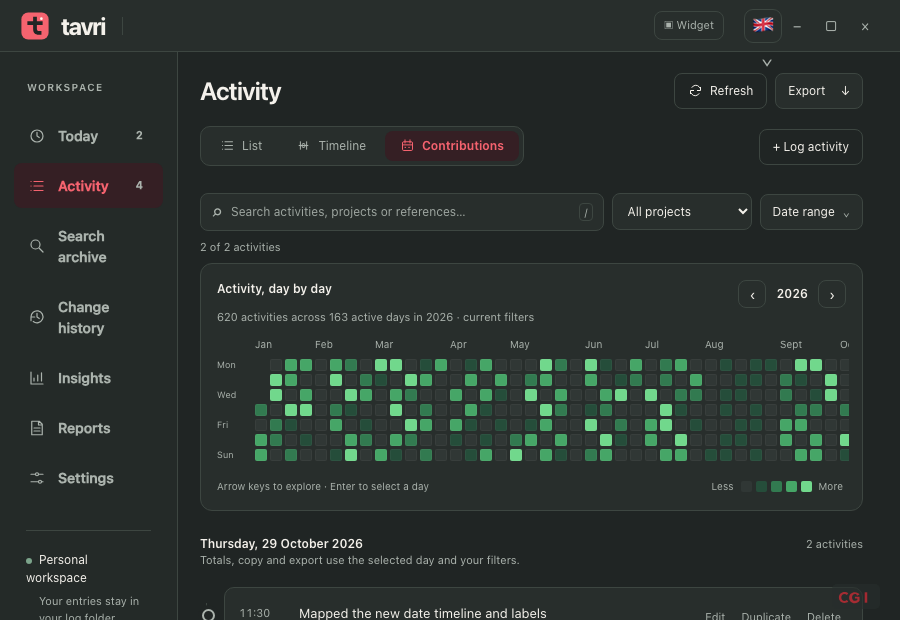 tavri
Widget
WORKSPACE
Today 2
Activity 4
Search
archive
Change
history
Insights
Reports
Settings
Personal
workspace
Your entries stay in
your log folder
Activity
Refresh
Export ↓
List
Timeline
Contributions
+ Log activity
Search activities, projects or references...
/
All projects
Date range
2 of 2 activities
Activity, day by day
‹ 2026 ›
620 activities across 163 active days in 2026 · current filters
Jan Feb Mar Apr May Jun Jul Aug Sept
Mon
Wed
Fri
Sun
Arrow keys to explore · Enter to select a day
Less More
Thursday, 29 October 2026
2 activities
Totals, copy and export use the selected day and your filters.
11:30 Mapped the new date timeline and labels
Edit Duplicate Delete
CGI